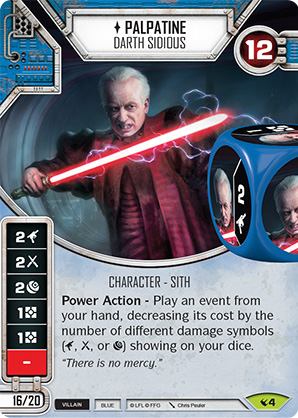 PALPATINE
DARTH SIDIOUS
12
2
2
2
2
1
1
-
16/20
CHARACTER - SITH
Power Action - Play an event from
your hand, decreasing its cost by the
number of different damage symbols
(, , or ) showing on your dice.
"There is no mercy."
VILLAIN
BLUE
© LFL © FFG
Chris Peuler
4